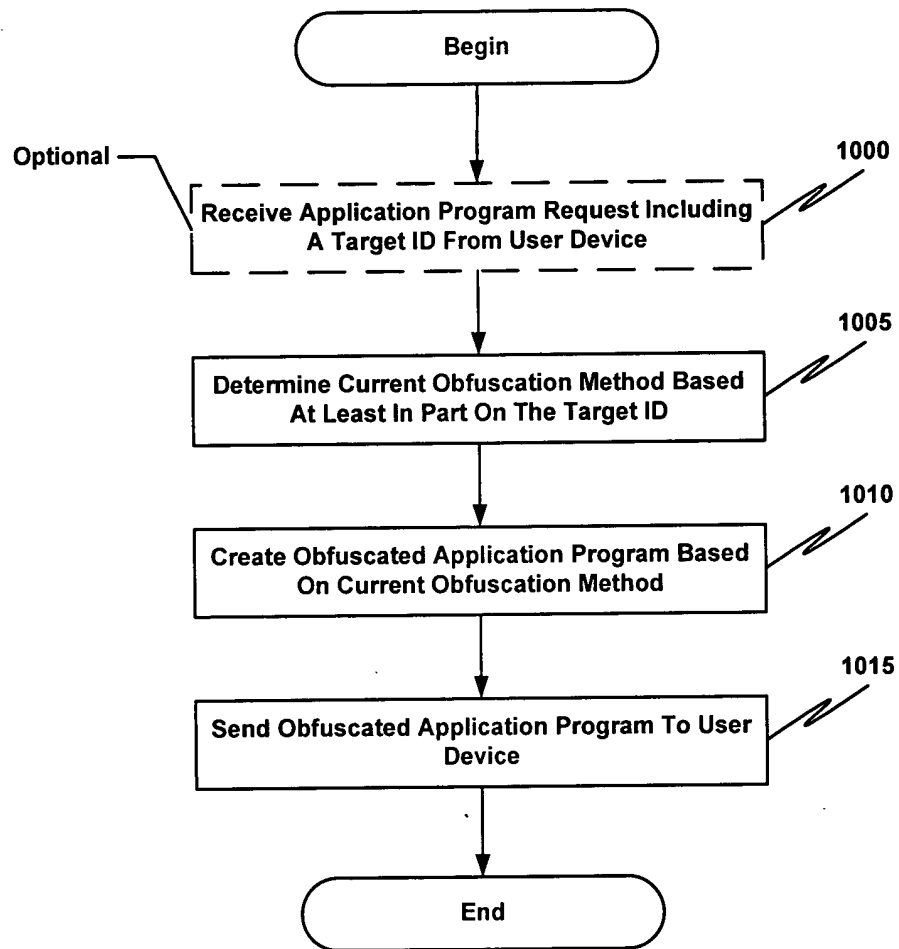 Begin
Optional
1000
Receive Application Program Request Including
A Target ID From User Device
1005
Determine Current Obfuscation Method Based
At Least In Part On The Target ID
1010
Create Obfuscated Application Program Based
On Current Obfuscation Method
1015
Send Obfuscated Application Program To User
Device
End